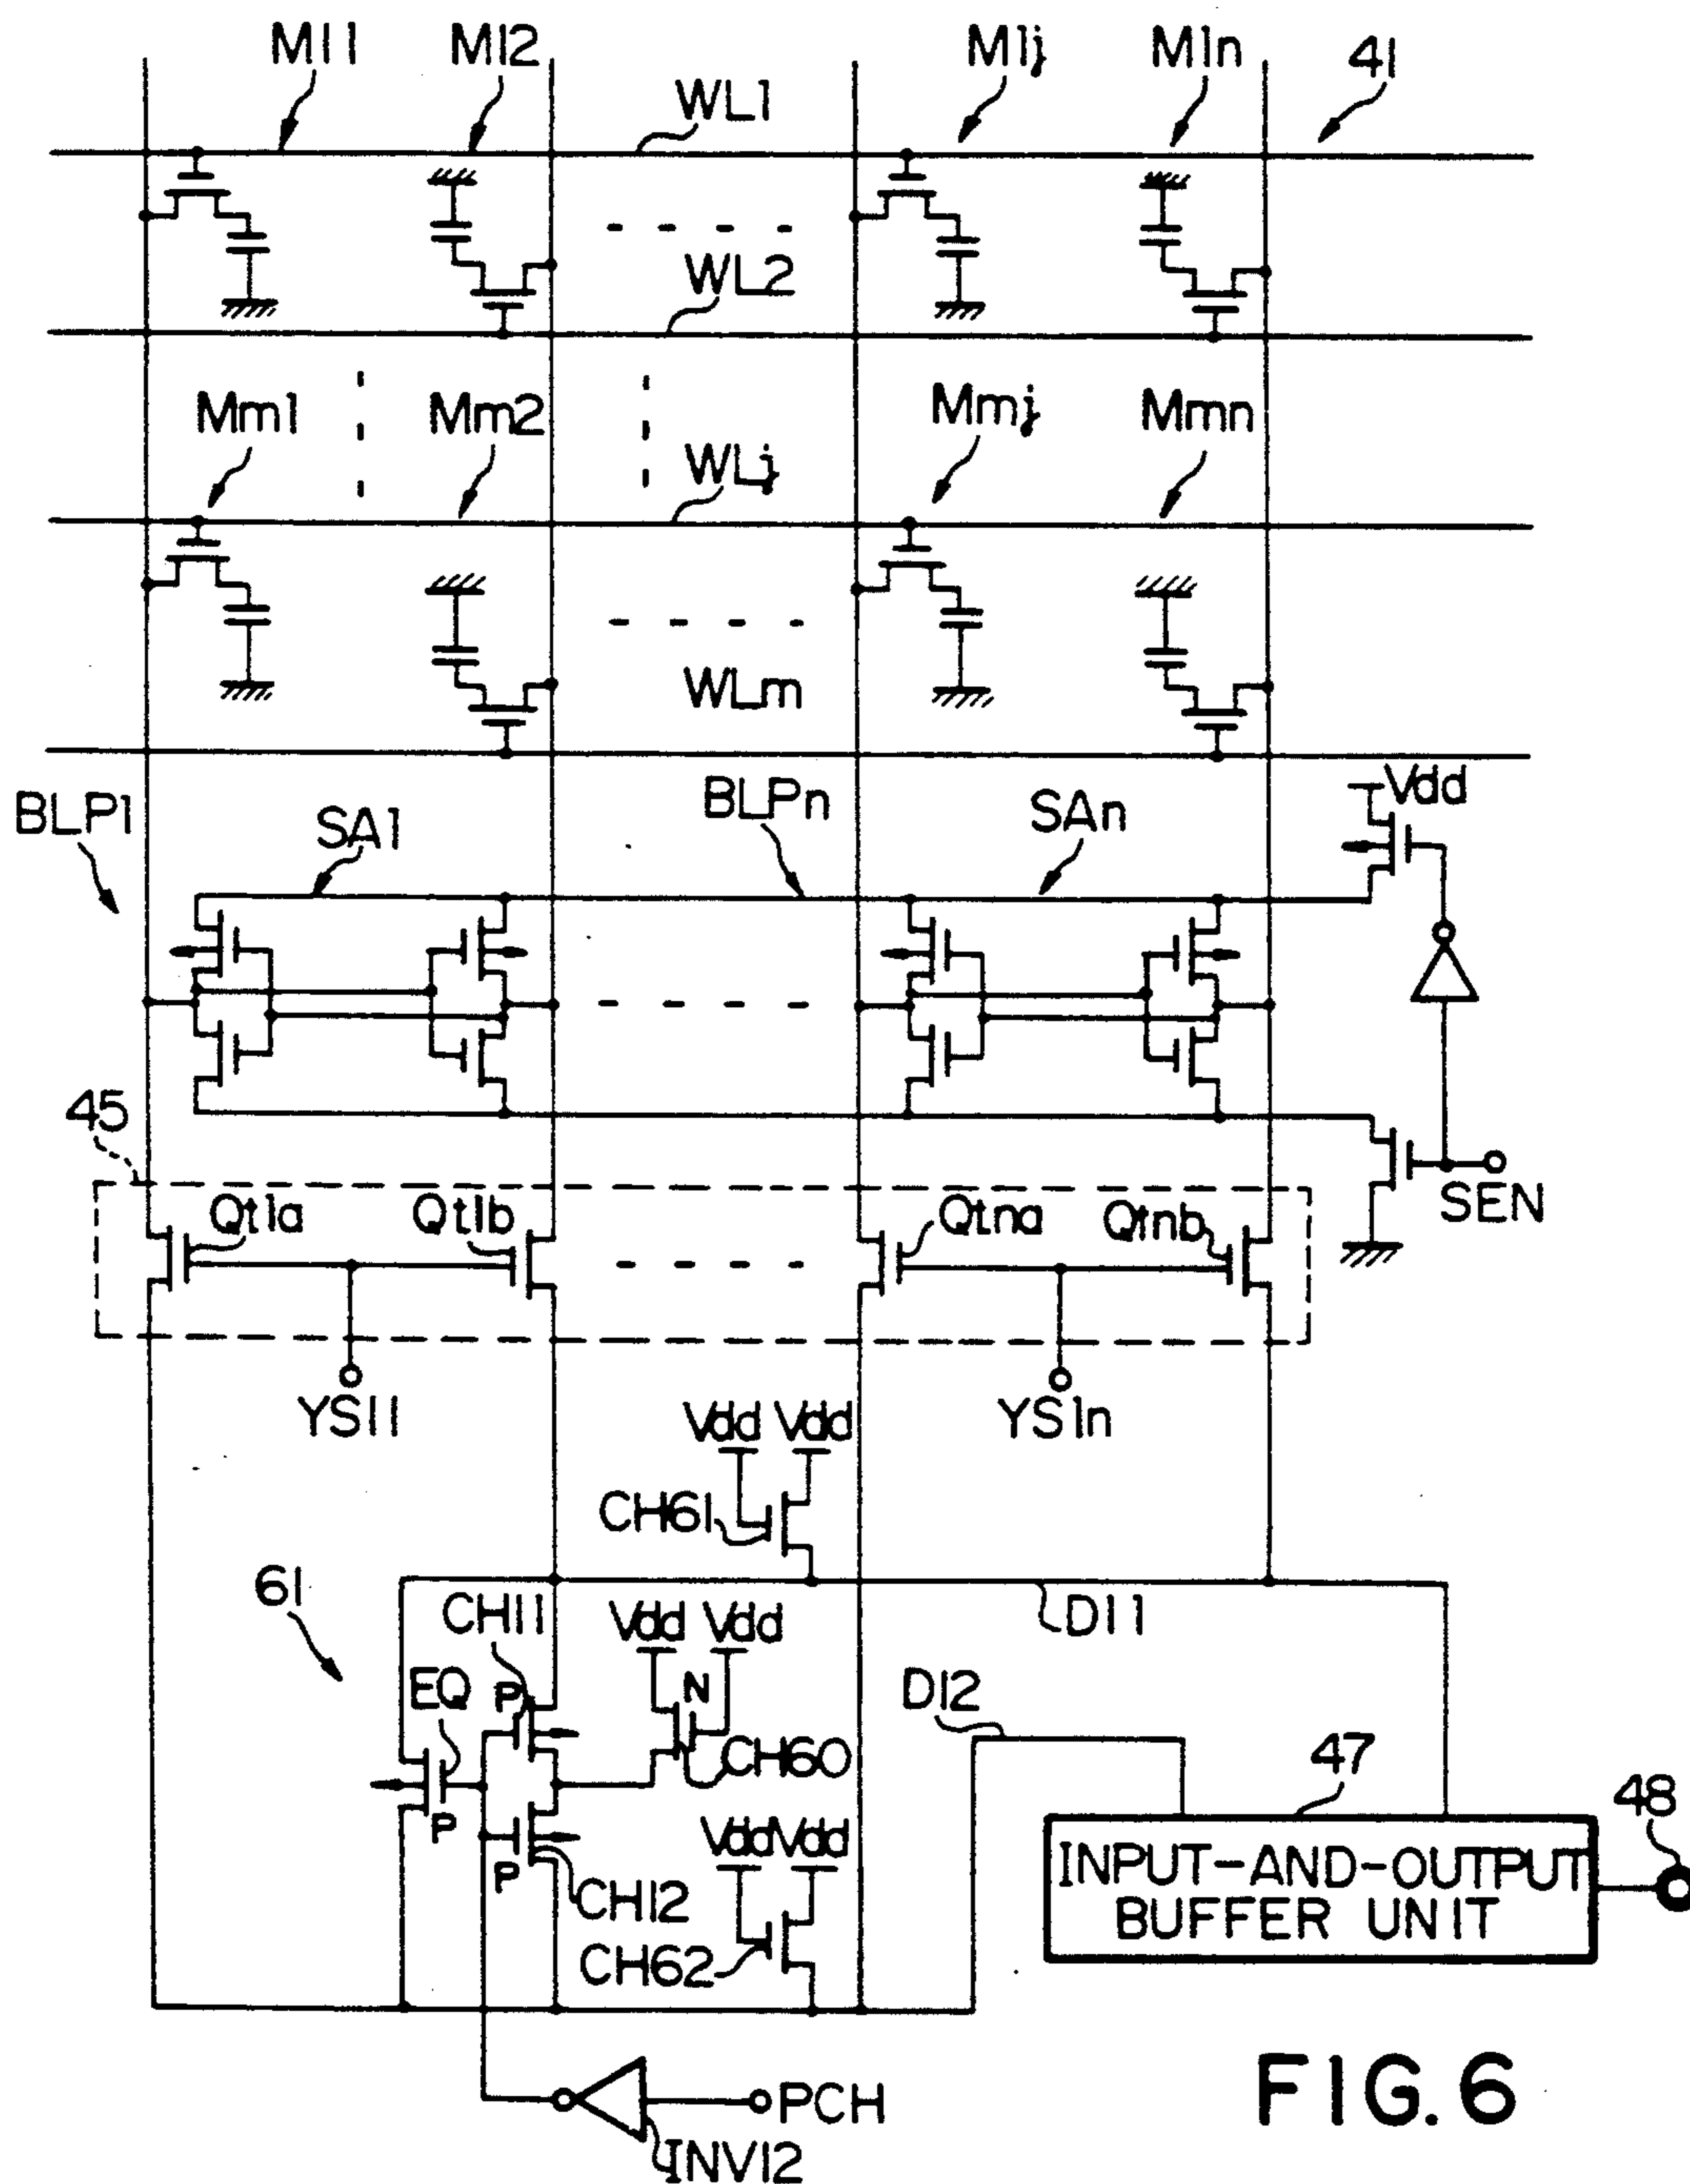 M11 M12 M1j M1n 41
WL1
WL2
Mm1 Mm2 Mmj Mmn
WLj
WLm
BLP1 SA1 BLPn SAn Vdd
45
SEN
Qt1a Qt1b Qtna Qtnb
YS11 YS1n
Vdd Vdd
CH61
61
CH11 Vdd Vdd D11
EQ P N D12
CH60 47 48
P
Vdd Vdd
P
CH12
CH62
INPUT-AND-OUTPUT
BUFFER UNIT
PCH
INV12
FIG. 6